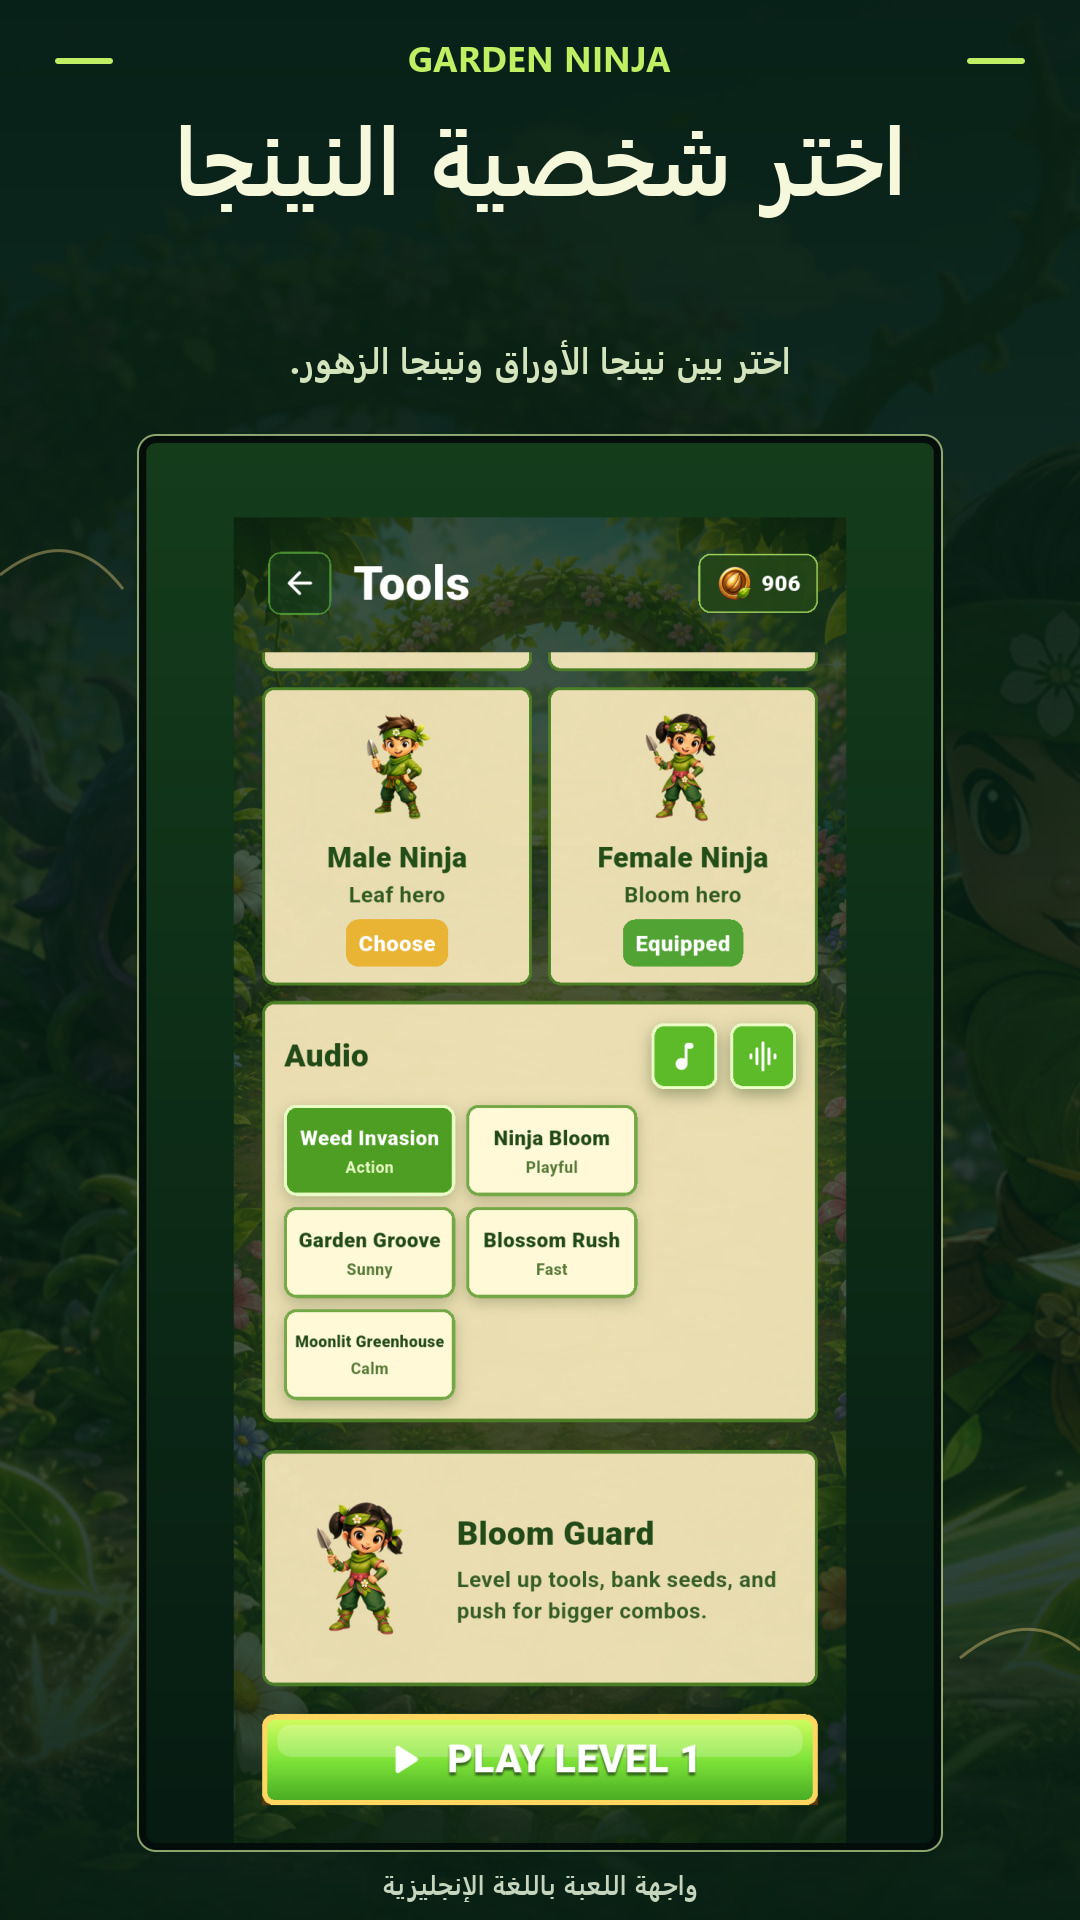 GARDEN NINJA
اختر شخصية النينجا
اختر بين نينجا الأوراق ونينجا الزهور.
Tools
906
Male Ninja
Leaf hero
Choose
Female Ninja
Bloom hero
Equipped
Audio
Weed Invasion
Action
Ninja Bloom
Playful
Garden Groove
Sunny
Blossom Rush
Fast
Moonlit Greenhouse
Calm
Bloom Guard
Level up tools, bank seeds, and
push for bigger combos.
PLAY LEVEL 1
واجهة اللعبة باللغة الإنجليزية